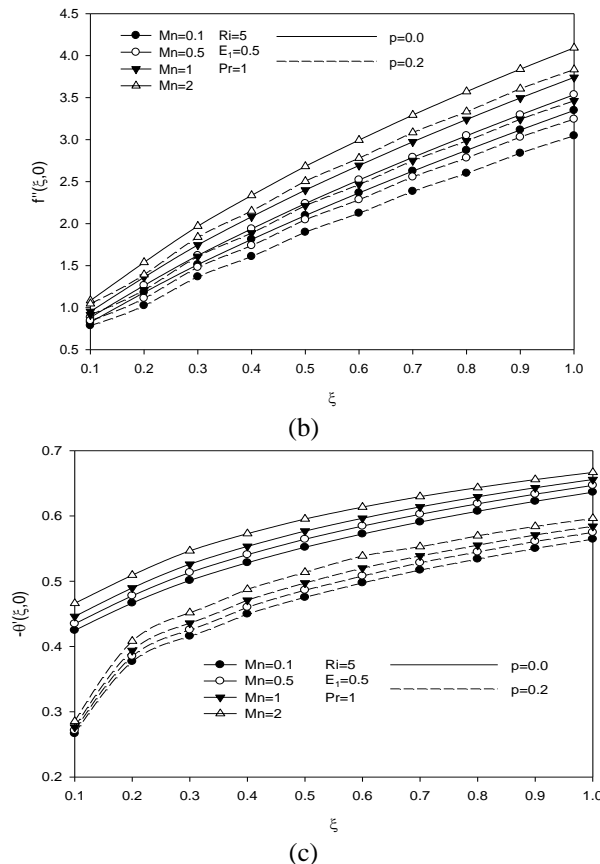 Mn=0.1 Ri=5 p=0.0
Mn=0.5 E₁=0.5 p=0.2
Mn=1 Pr=1
Mn=2
f''(ξ,0)
4.5
4.0
3.5
3.0
2.5
2.0
1.5
1.0
0.5
0.1 0.2 0.3 0.4 0.5 0.6 0.7 0.8 0.9 1.0
ξ
(b)
-θ'(ξ,0)
0.7
0.6
0.5
0.4
0.3
0.2
Mn=0.1 Ri=5 p=0.0
Mn=0.5 E₁=0.5 p=0.2
Mn=1 Pr=1
Mn=2
0.1 0.2 0.3 0.4 0.5 0.6 0.7 0.8 0.9 1.0
ξ
(c)